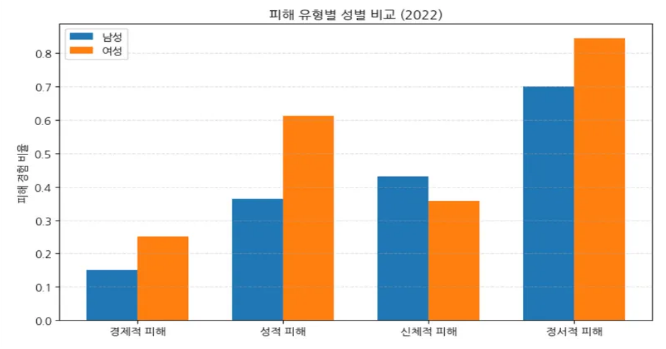 피해 유형별 성별 비교 (2022)
남성
여성
피해 경험 비율
0.8
0.7
0.6
0.5
0.4
0.3
0.2
0.1
0.0
경제적 피해 성적 피해 신체적 피해 정서적 피해